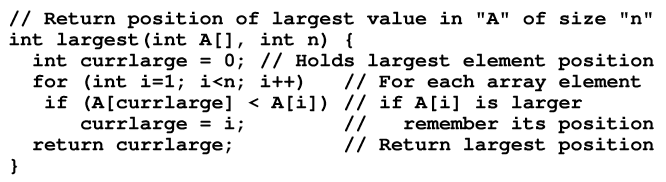 // Return position of largest value in "A" of size "n"
int largest(int A[], int n) {
  int currlarge = 0; // Holds largest element position
  for (int i=1; i<n; i++)    // For each array element
   if (A[currlarge] < A[i]) // if A[i] is larger
      currlarge = i;        //   remember its position
  return currlarge;         // Return largest position
}